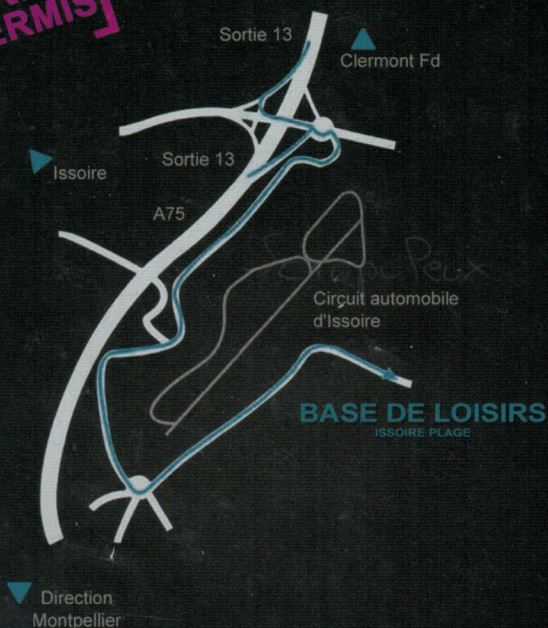 ERMIS]
Sortie 13
Clermont Fd
Issoire
Sortie 13
A75
Circuit automobile
d'Issoire
BASE DE LOISIRS
ISSOIRE PLAGE
Direction
Montpellier